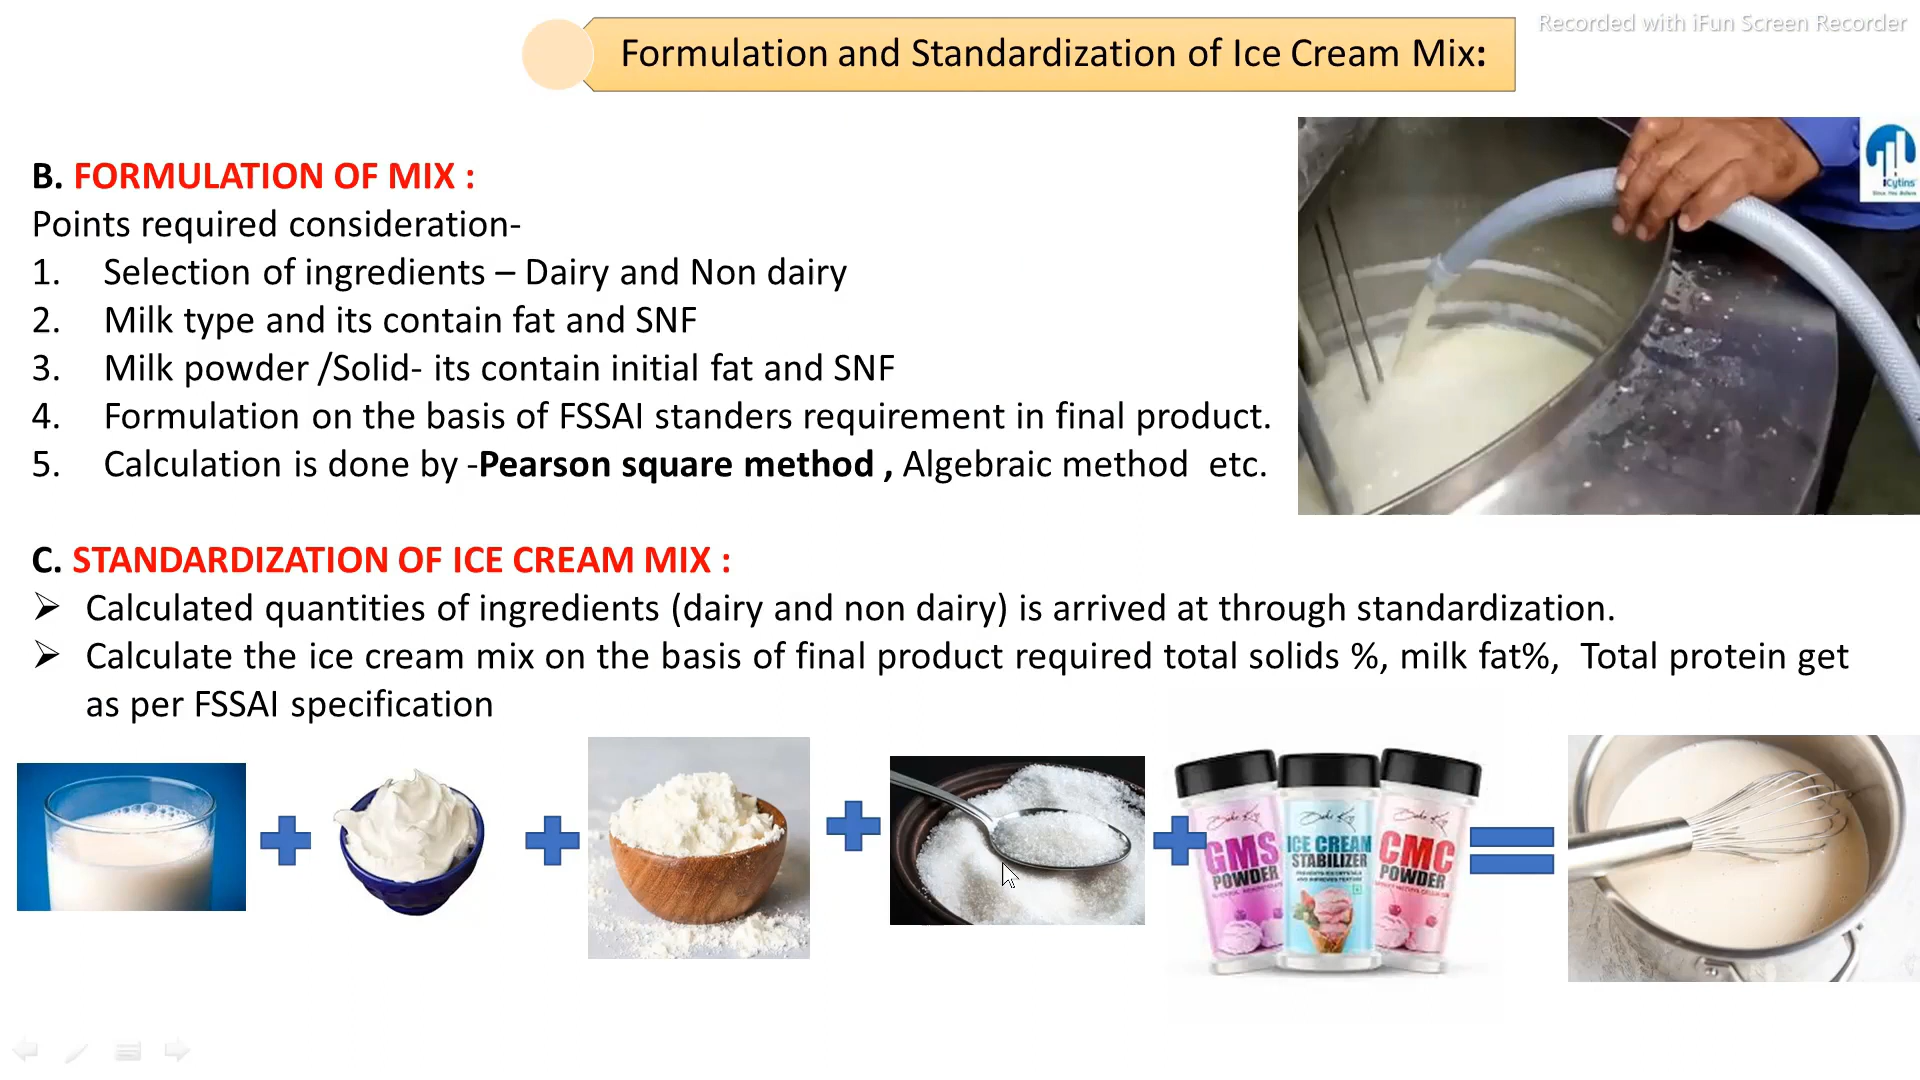 Recorded with iFun Screen Recorder
Formulation and Standardization of Ice Cream Mix:
B. FORMULATION OF MIX :
Points required consideration-
1. Selection of ingredients – Dairy and Non dairy
2. Milk type and its contain fat and SNF
3. Milk powder /Solid- its contain initial fat and SNF
4. Formulation on the basis of FSSAI standers requirement in final product.
5. Calculation is done by -Pearson square method , Algebraic method etc.
iCytins
C. STANDARDIZATION OF ICE CREAM MIX :
Calculated quantities of ingredients (dairy and non dairy) is arrived at through standardization.
Calculate the ice cream mix on the basis of final product required total solids %, milk fat%, Total protein get
as per FSSAI specification
GMS
POWDER
ICE CREAM
STABILIZER
CMC
POWDER